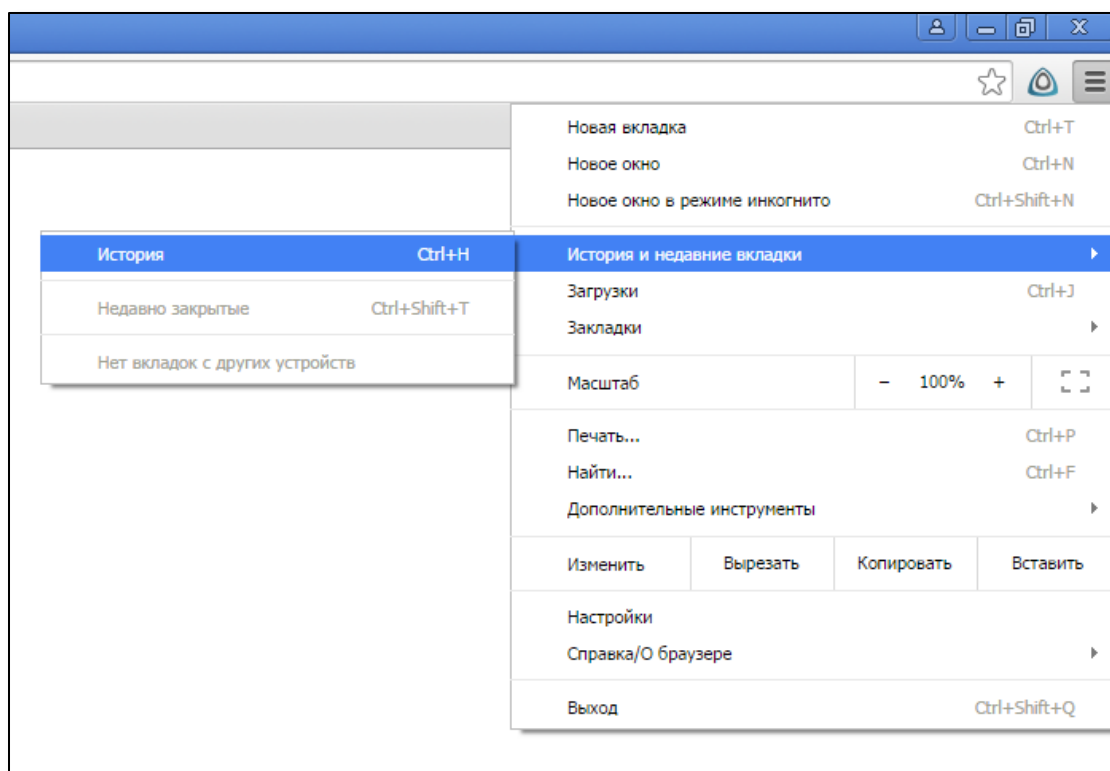 Новая вкладка Ctrl+T
Новое окно Ctrl+N
Новое окно в режиме инкогнито Ctrl+Shift+N
История и недавние вкладки
История Ctrl+H
Недавно закрытые Ctrl+Shift+T
Нет вкладок с других устройств
Загрузки Ctrl+J
Закладки
Масштаб - 100% +
Печать... Ctrl+P
Найти... Ctrl+F
Дополнительные инструменты
Изменить Вырезать Копировать Вставить
Настройки
Справка/О браузере
Выход Ctrl+Shift+Q